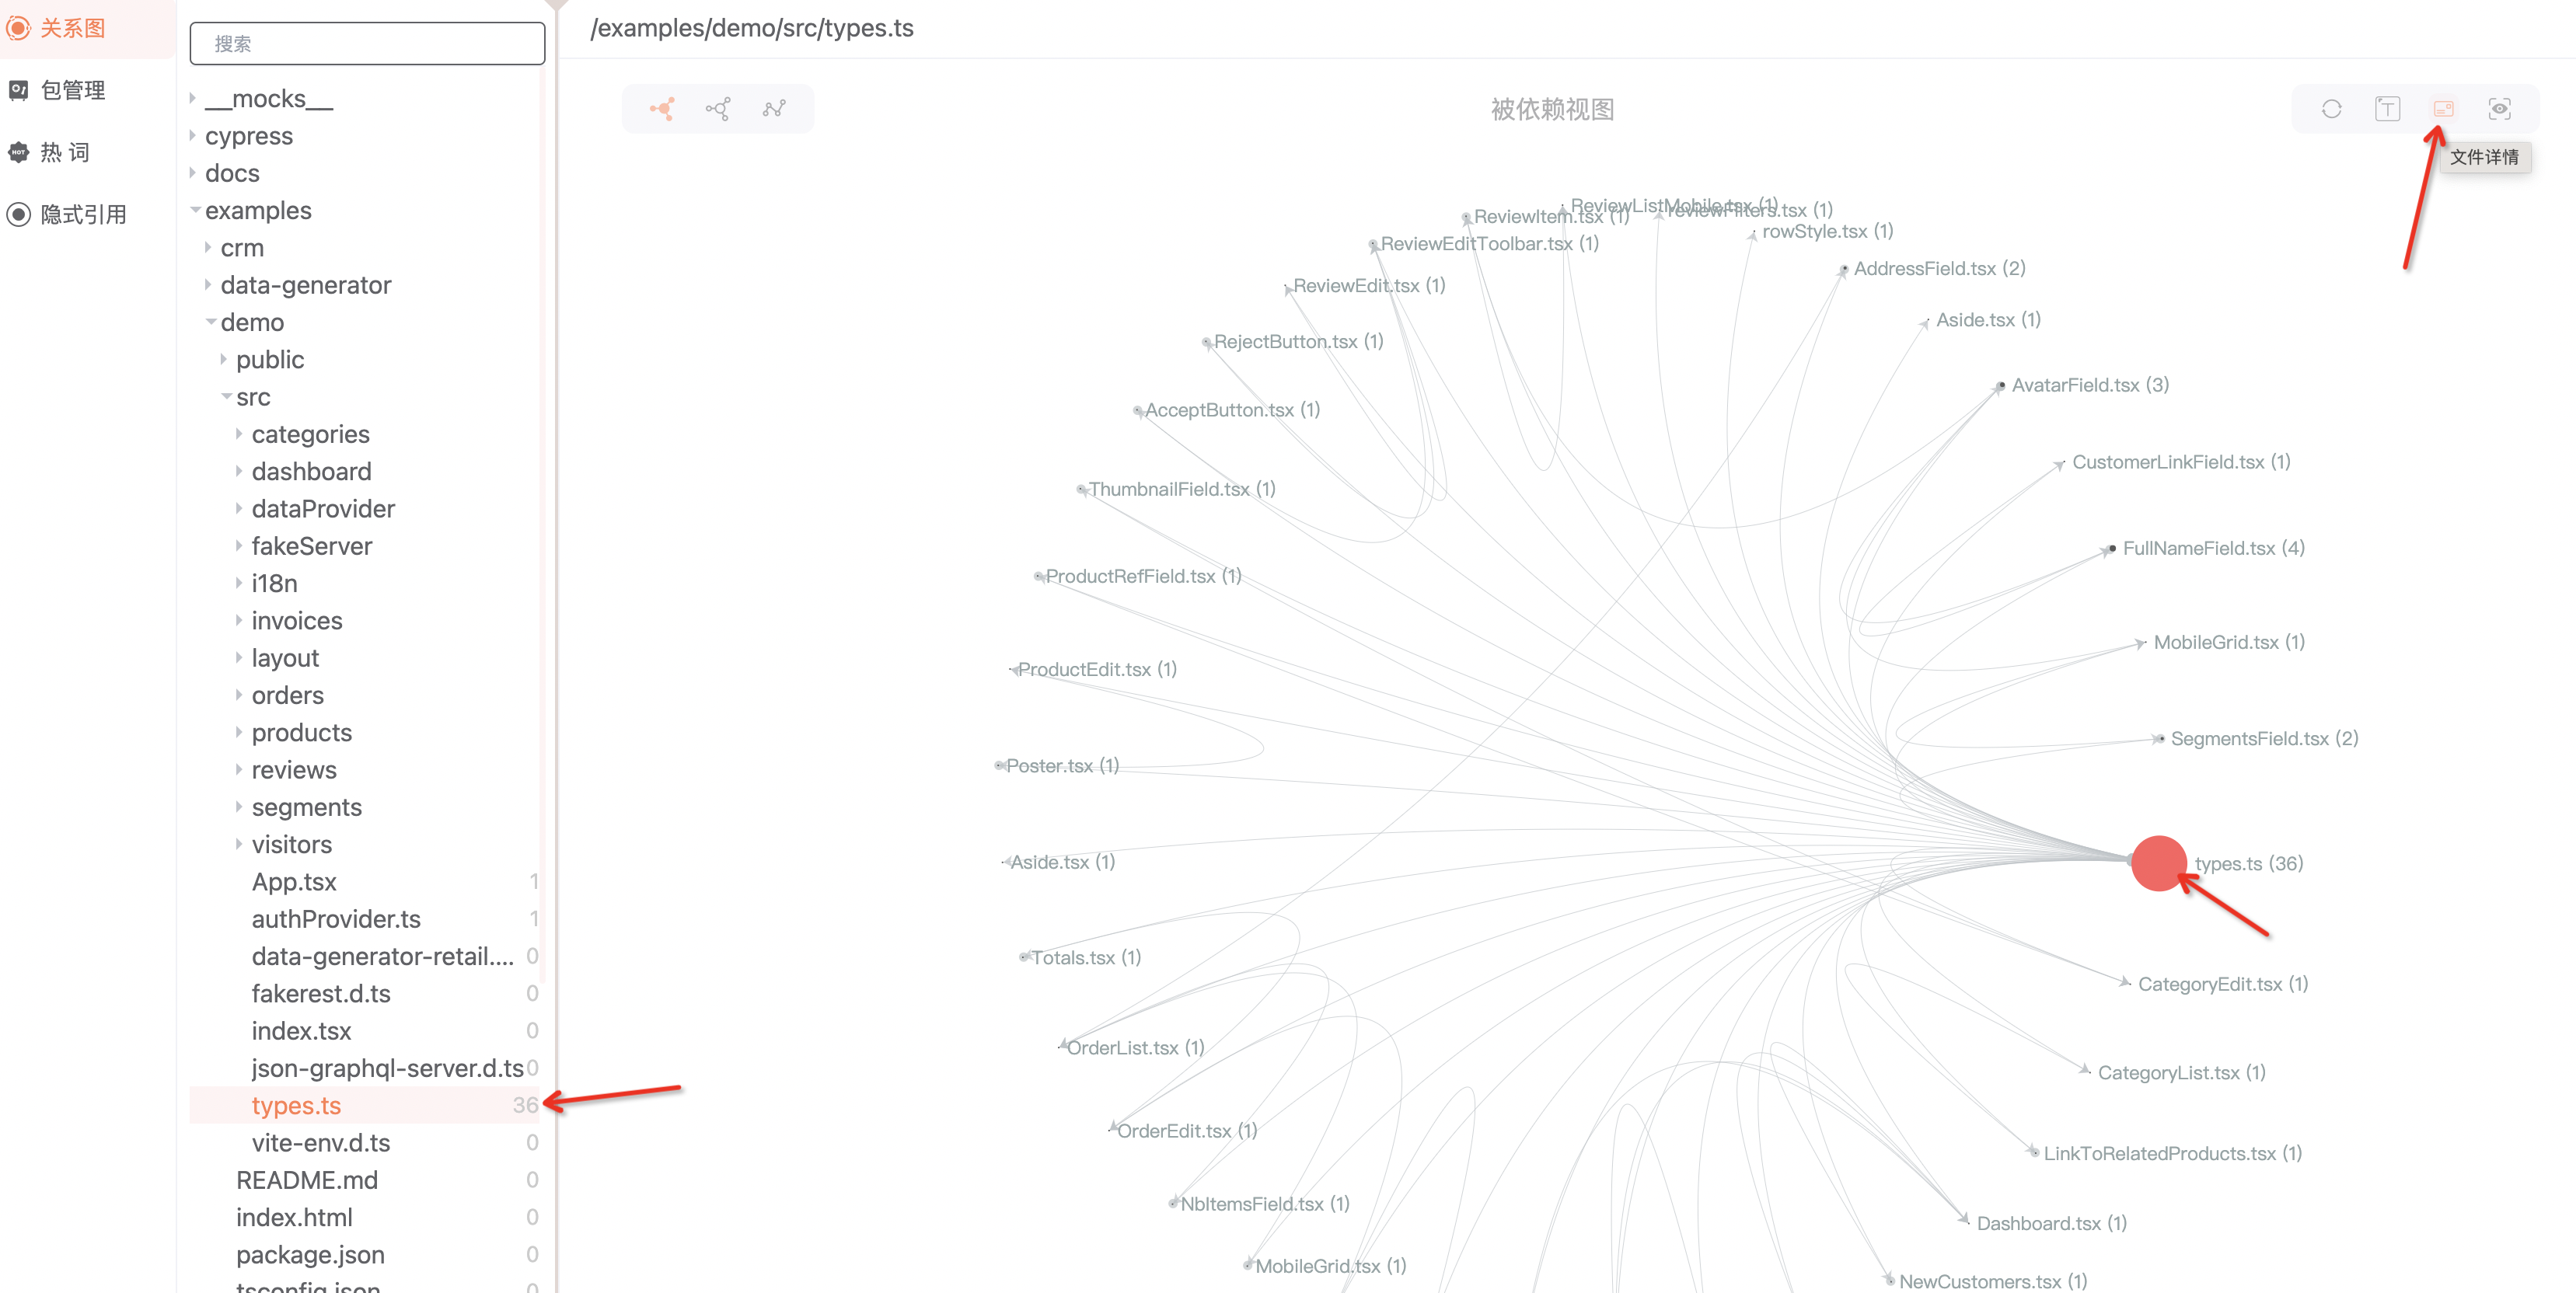 关系图
包管理
热 词
隐式引用
搜索
__mocks__
cypress
docs
examples
crm
data-generator
demo
public
src
categories
dashboard
dataProvider
fakeServer
i18n
invoices
layout
orders
products
reviews
segments
visitors
App.tsx 1
authProvider.ts 1
data-generator-retail.... 0
fakerest.d.ts 0
index.tsx 0
json-graphql-server.d.ts 0
types.ts 36
vite-env.d.ts 0
README.md 0
index.html 0
package.json 0
tsconfig.json 0
/examples/demo/src/types.ts
被依赖视图
文件详情
ReviewListMobile.tsx (1)
ReviewItem.tsx (1)
ReviewFilters.tsx (1)
rowStyle.tsx (1)
ReviewEditToolbar.tsx (1)
AddressField.tsx (2)
ReviewEdit.tsx (1)
Aside.tsx (1)
RejectButton.tsx (1)
AvatarField.tsx (3)
AcceptButton.tsx (1)
CustomerLinkField.tsx (1)
ThumbnailField.tsx (1)
FullNameField.tsx (4)
ProductRefField.tsx (1)
MobileGrid.tsx (1)
ProductEdit.tsx (1)
SegmentsField.tsx (2)
Poster.tsx (1)
Aside.tsx (1)
types.ts (36)
Totals.tsx (1)
CategoryEdit.tsx (1)
OrderList.tsx (1)
CategoryList.tsx (1)
OrderEdit.tsx (1)
LinkToRelatedProducts.tsx (1)
NbItemsField.tsx (1)
Dashboard.tsx (1)
MobileGrid.tsx (1)
NewCustomers.tsx (1)